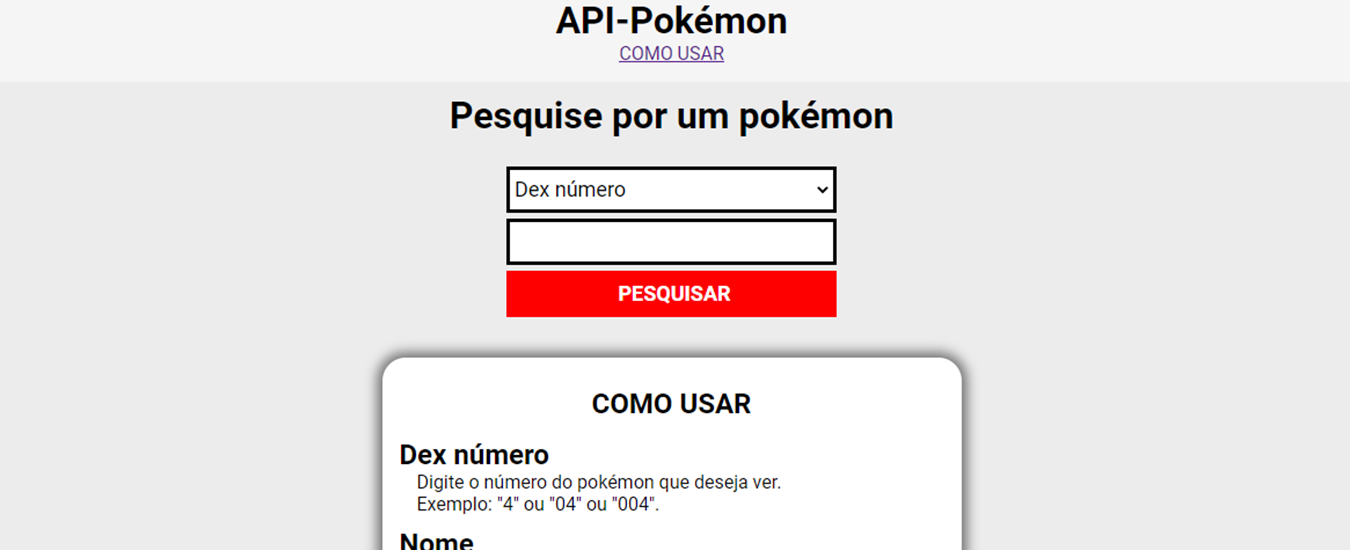 API-Pokémon
COMO USAR
Pesquise por um pokémon
Dex número
PESQUISAR
COMO USAR
Dex número
Digite o número do pokémon que deseja ver.
Exemplo: "4" ou "04" ou "004".
Nome